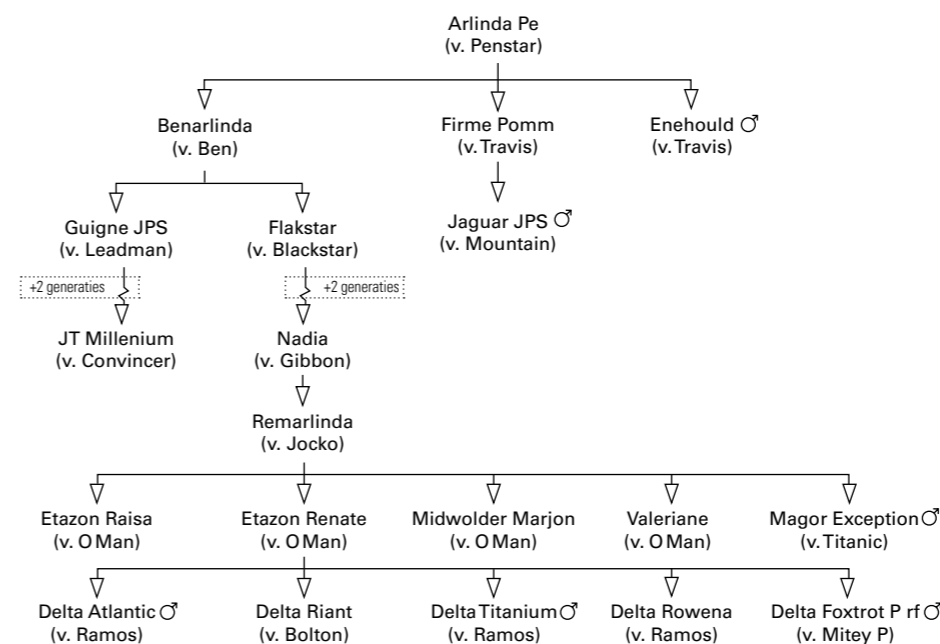 Arlinda Pe
(v. Penstar)
Benarlinda
(v. Ben)
Firme Pomm
(v. Travis)
Enehould ♂
(v. Travis)
Guigne JPS
(v. Leadman)
Flakstar
(v. Blackstar)
Jaguar JPS ♂
(v. Mountain)
+2 generaties
+2 generaties
JT Millenium
(v. Convincer)
Nadia
(v. Gibbon)
Remarlinda
(v. Jocko)
Etazon Raisa
(v. O Man)
Etazon Renate
(v. O Man)
Midwolder Marjon
(v. O Man)
Valeriane
(v. O Man)
Magor Exception ♂
(v. Titanic)
Delta Atlantic ♂
(v. Ramos)
Delta Riant
(v. Bolton)
Delta Titanium ♂
(v. Ramos)
Delta Rowena
(v. Ramos)
Delta Foxtrot P rf ♂
(v. Mitey P)